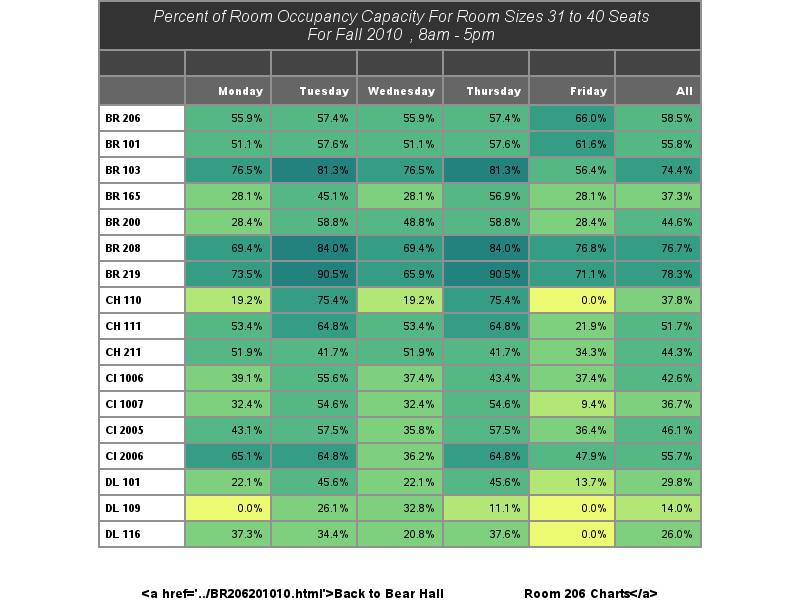 Percent of Room Occupancy Capacity For Room Sizes 31 to 40 Seats
For Fall 2010 , 8am - 5pm
Monday Tuesday Wednesday Thursday Friday All
BR 206 55.9% 57.4% 55.9% 57.4% 66.0% 58.5%
BR 101 51.1% 57.6% 51.1% 57.6% 61.6% 55.8%
BR 103 76.5% 81.3% 76.5% 81.3% 56.4% 74.4%
BR 165 28.1% 45.1% 28.1% 56.9% 28.1% 37.3%
BR 200 28.4% 58.8% 48.8% 58.8% 28.4% 44.6%
BR 208 69.4% 84.0% 69.4% 84.0% 76.8% 76.7%
BR 219 73.5% 90.5% 65.9% 90.5% 71.1% 78.3%
CH 110 19.2% 75.4% 19.2% 75.4% 0.0% 37.8%
CH 111 53.4% 64.8% 53.4% 64.8% 21.9% 51.7%
CH 211 51.9% 41.7% 51.9% 41.7% 34.3% 44.3%
CI 1006 39.1% 55.6% 37.4% 43.4% 37.4% 42.6%
CI 1007 32.4% 54.6% 32.4% 54.6% 9.4% 36.7%
CI 2005 43.1% 57.5% 35.8% 57.5% 36.4% 46.1%
CI 2006 65.1% 64.8% 36.2% 64.8% 47.9% 55.7%
DL 101 22.1% 45.6% 22.1% 45.6% 13.7% 29.8%
DL 109 0.0% 26.1% 32.8% 11.1% 0.0% 14.0%
DL 116 37.3% 34.4% 20.8% 37.6% 0.0% 26.0%
<a href='../BR206201010.html'>Back to Bear Hall Room 206 Charts</a>